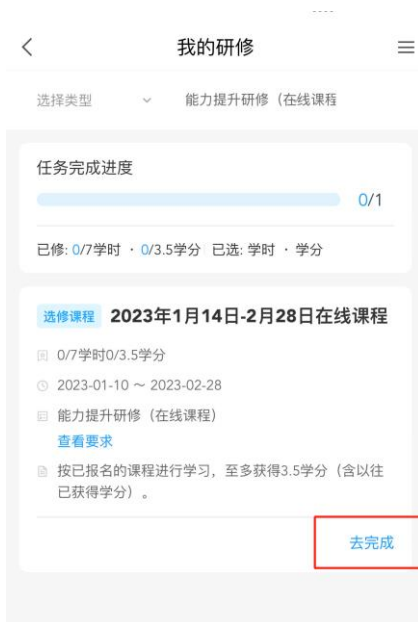 我的研修
选择类型 能力提升研修（在线课程
任务完成进度
0/1
已修: 0/7学时 · 0/3.5学分 已选: 学时 · 学分
选修课程 2023年1月14日-2月28日在线课程
0/7学时0/3.5学分
2023-01-10 ～ 2023-02-28
能力提升研修（在线课程）
查看要求
按已报名的课程进行学习，至多获得3.5学分（含以往
已获得学分）。
去完成